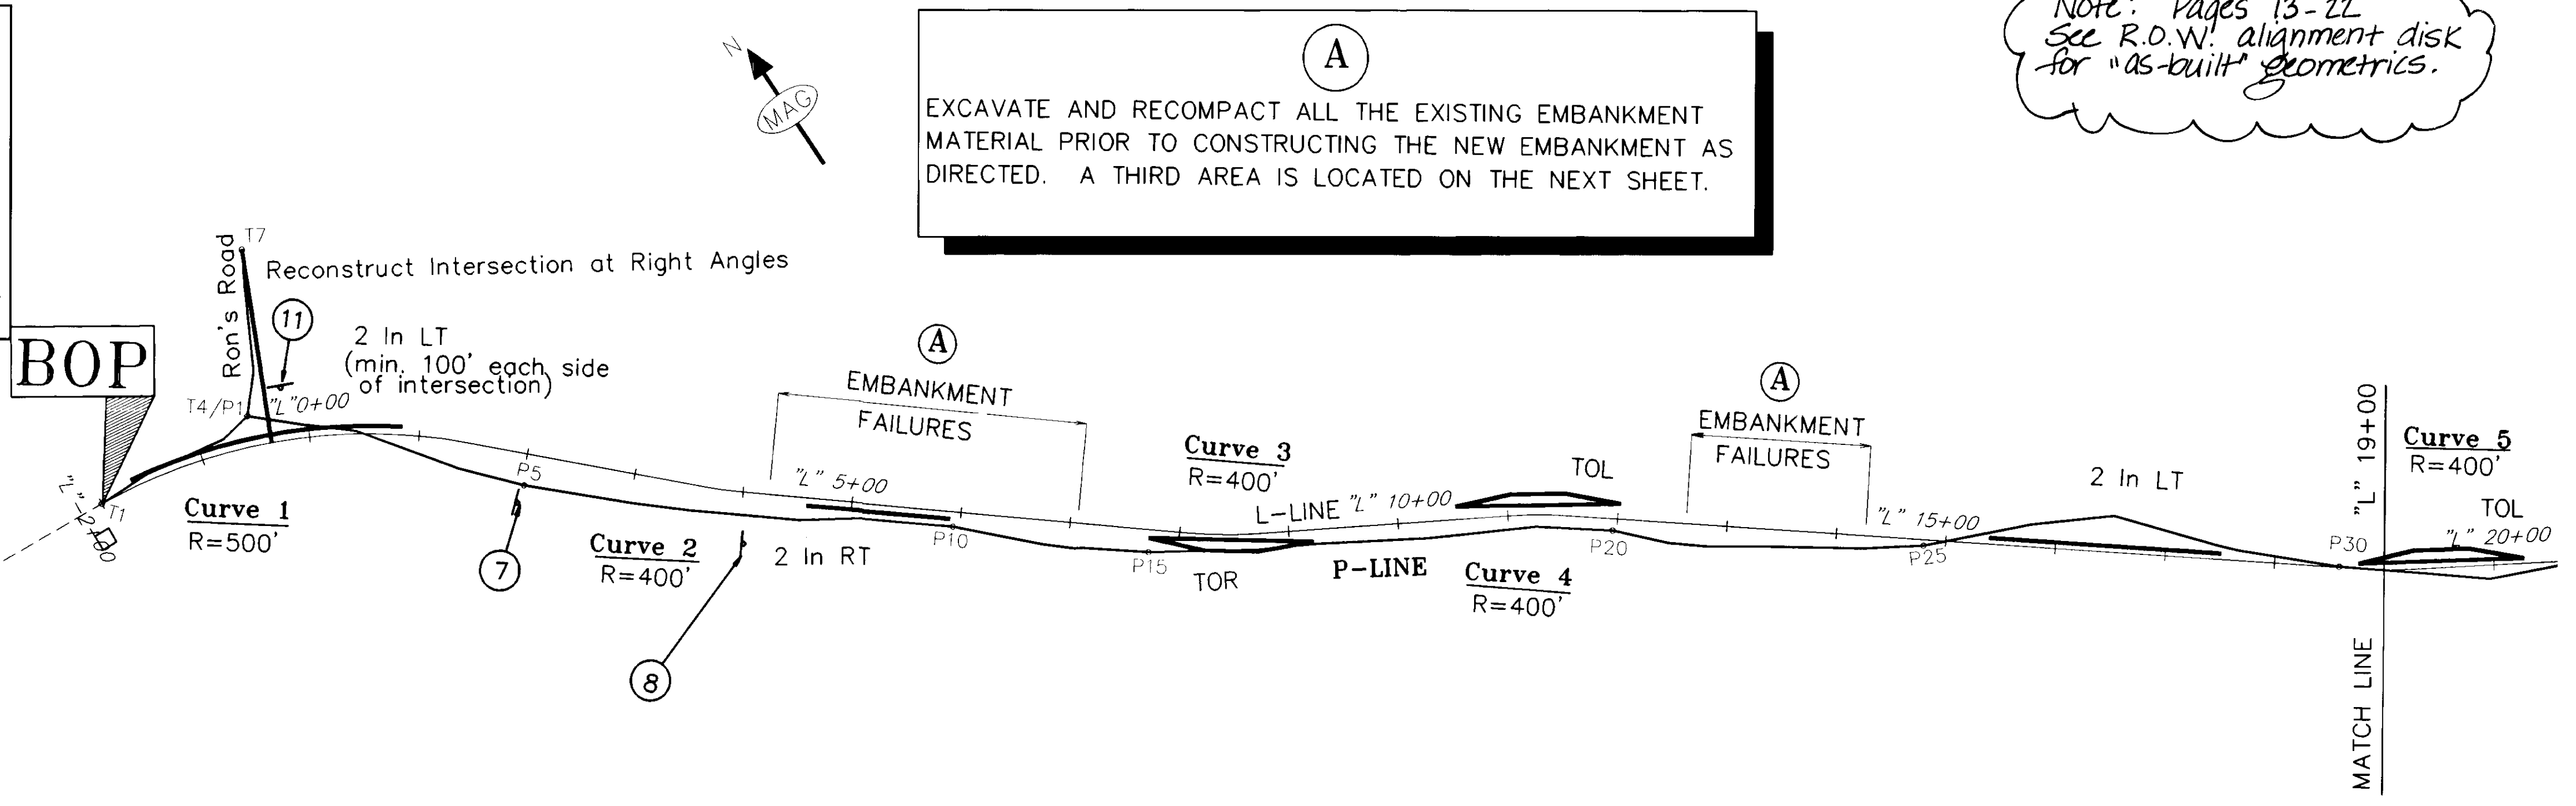 Note: Pages 13-22
See R.O.W. alignment disk
for "as-built" geometrics.
N
MAG
A
EXCAVATE AND RECOMPACT ALL THE EXISTING EMBANKMENT
MATERIAL PRIOR TO CONSTRUCTING THE NEW EMBANKMENT AS
DIRECTED. A THIRD AREA IS LOCATED ON THE NEXT SHEET.
T7
Ron's Road
Reconstruct Intersection at Right Angles
11
2 In LT
(min. 100' each side
of intersection)
BOP
T4/P1
"L" 0+00
T1
"L"-2+00
Curve 1
R=500'
P5
7
Curve 2
R=400'
8
2 In RT
A
EMBANKMENT
FAILURES
"L" 5+00
P10
Curve 3
R=400'
P15
TOR
L-LINE
"L" 10+00
TOL
P-LINE
Curve 4
R=400'
P20
A
EMBANKMENT
FAILURES
"L" 15+00
P25
2 In LT
P30
"L" 19+00
MATCH LINE
Curve 5
R=400'
TOL
"L" 20+00